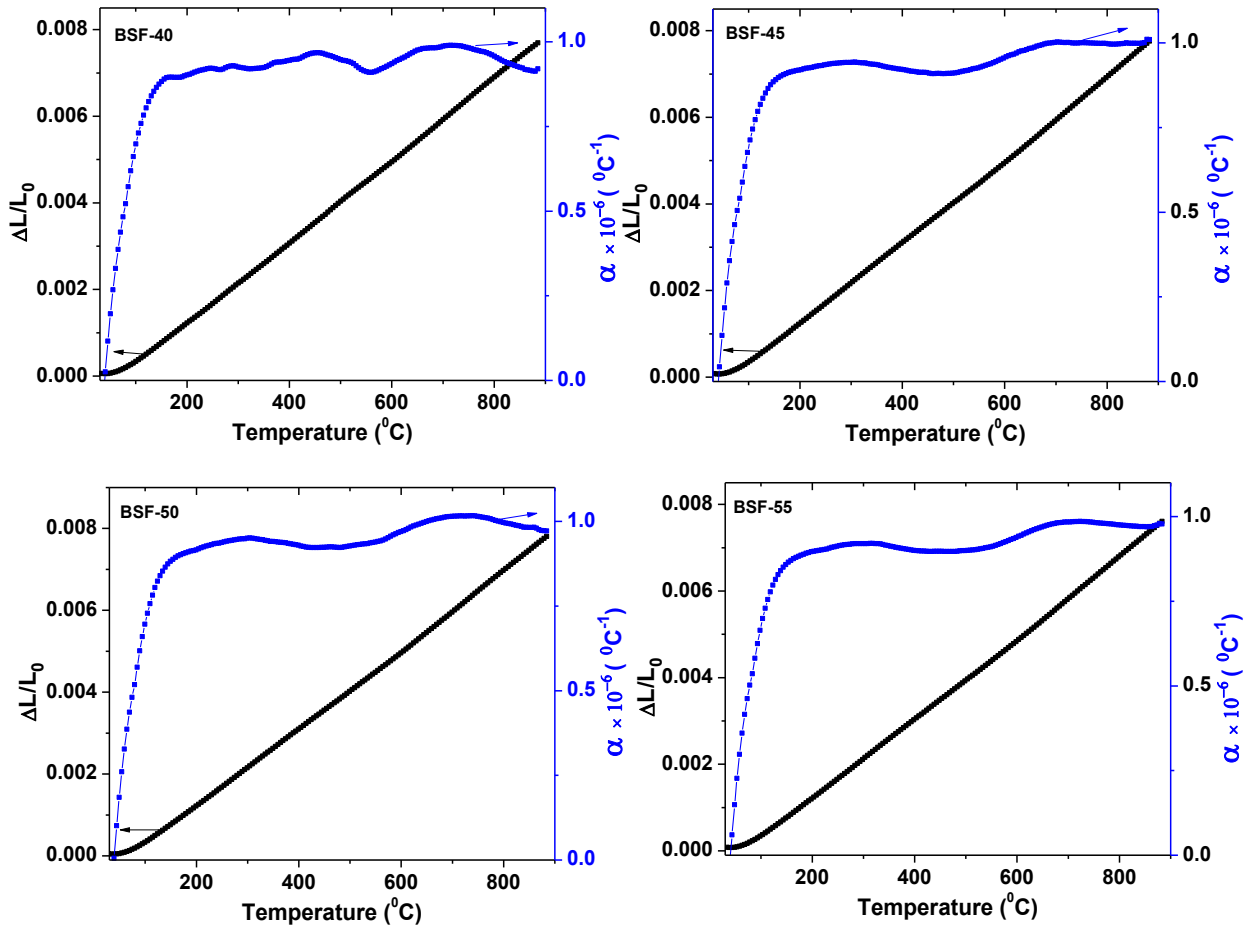 BSF-40
0.008
0.006
0.004
0.002
0.000
ΔL/L₀
1.0
0.5
0.0
α × 10⁻⁶ ( ⁰C⁻¹)
200 400 600 800
Temperature (⁰C)
BSF-45
0.008
0.006
0.004
0.002
0.000
ΔL/L₀
1.0
0.5
0.0
α × 10⁻⁶ ( ⁰C⁻¹)
200 400 600 800
Temperature (⁰C)
BSF-50
0.008
0.006
0.004
0.002
0.000
ΔL/L₀
1.0
0.5
0.0
α × 10⁻⁶ ( ⁰C⁻¹)
200 400 600 800
Temperature (⁰C)
BSF-55
0.008
0.006
0.004
0.002
0.000
ΔL/L₀
1.0
0.5
0.0
α × 10⁻⁶ ( ⁰C⁻¹)
200 400 600 800
Temperature (⁰C)